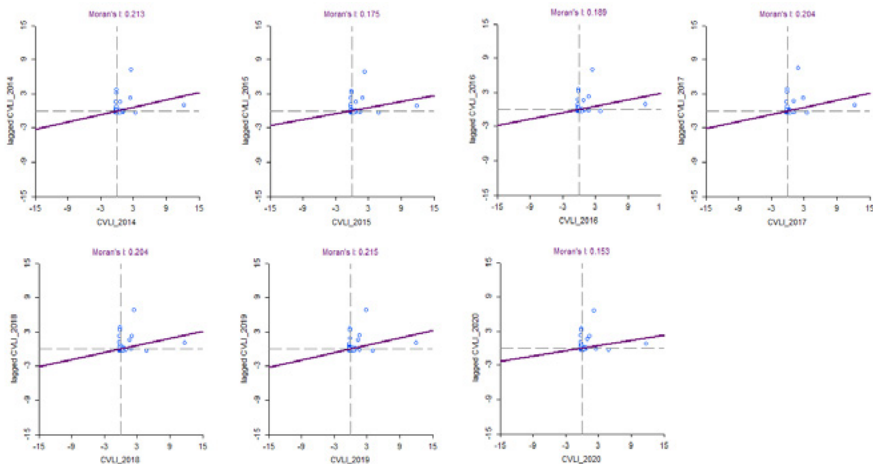 Moran's I: 0.213
lagged CVLI_2014
15
9
3
-3
-9
-15
-15 -9 -3 3 9 15
CVLI_2014
Moran's I: 0.175
lagged CVLI_2015
15
9
3
-3
-9
-15
-15 -9 -3 3 9 15
CVLI_2015
Moran's I: 0.189
lagged CVLI_2016
15
9
3
-3
-9
-15
-15 -9 -3 3 9 1
CVLI_2016
Moran's I: 0.204
lagged CVLI_2017
15
9
3
-3
-9
-15
-15 -9 -3 3 9 15
CVLI_2017
Moran's I: 0.204
lagged CVLI_2018
15
9
3
-3
-9
-15
-15 -9 -3 3 9 15
CVLI_2018
Moran's I: 0.215
lagged CVLI_2019
15
9
3
-3
-9
-15
-15 -9 -3 3 9 15
CVLI_2019
Moran's I: 0.153
lagged CVLI_2020
15
9
3
-3
-9
-15
-15 -9 -3 3 9 15
CVLI_2020